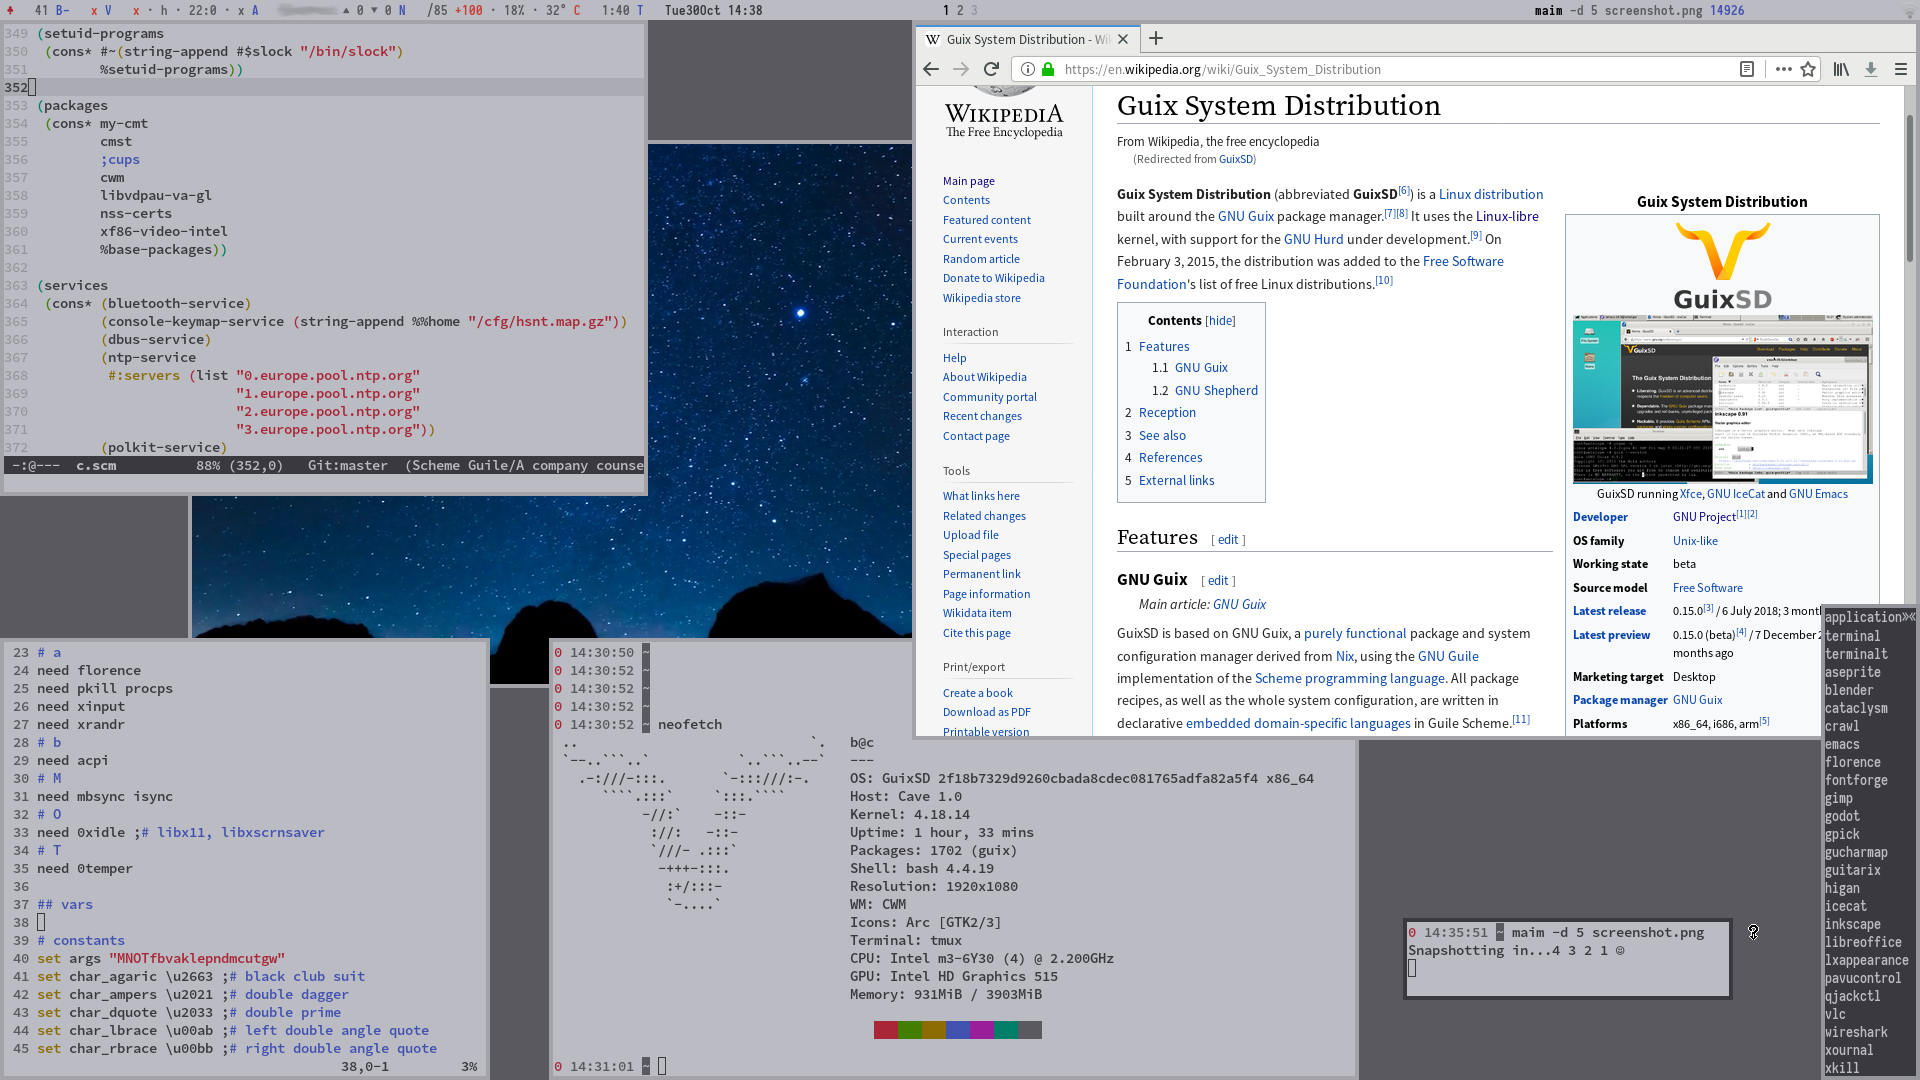 41 B- x V x · h · 22:0 · x A ▲ 0 ▼ 0 N /85 +100 · 18% · 32° C 1:40 T Tue30Oct 14:38 1 2 3 maim -d 5 screenshot.png 14926
349 (setuid-programs
350 (cons* #~(string-append #$slock "/bin/slock")
351 %setuid-programs))
352
353 (packages
354 (cons* my-cmt
355 cmst
356 ;cups
357 cwm
358 libvdpau-va-gl
359 nss-certs
360 xf86-video-intel
361 %base-packages))
362
363 (services
364 (cons* (bluetooth-service)
365 (console-keymap-service (string-append %%home "/cfg/hsnt.map.gz"))
366 (dbus-service)
367 (ntp-service
368 #:servers (list "0.europe.pool.ntp.org"
369 "1.europe.pool.ntp.org"
370 "2.europe.pool.ntp.org"
371 "3.europe.pool.ntp.org"))
372 (polkit-service)
-:@--- c.scm 88% (352,0) Git:master (Scheme Guile/A company counse
Guix System Distribution - Wi
https://en.wikipedia.org/wiki/Guix_System_Distribution
WIKIPEDIA
The Free Encyclopedia
Main page
Contents
Featured content
Current events
Random article
Donate to Wikipedia
Wikipedia store
Interaction
Help
About Wikipedia
Community portal
Recent changes
Contact page
Tools
What links here
Related changes
Upload file
Special pages
Permanent link
Page information
Wikidata item
Cite this page
Print/export
Create a book
Download as PDF
Printable version
Guix System Distribution
From Wikipedia, the free encyclopedia
(Redirected from GuixSD)
Guix System Distribution (abbreviated GuixSD[6]) is a Linux distribution
built around the GNU Guix package manager.[7][8] It uses the Linux-libre
kernel, with support for the GNU Hurd under development.[9] On
February 3, 2015, the distribution was added to the Free Software
Foundation's list of free Linux distributions.[10]
Contents [hide]
1 Features
1.1 GNU Guix
1.2 GNU Shepherd
2 Reception
3 See also
4 References
5 External links
Features [ edit ]
GNU Guix [ edit ]
Main article: GNU Guix
GuixSD is based on GNU Guix, a purely functional package and system
configuration manager derived from Nix, using the GNU Guile
implementation of the Scheme programming language. All package
recipes, as well as the whole system configuration, are written in
declarative embedded domain-specific languages in Guile Scheme.[11]
Guix System Distribution
GuixSD
GuixSD running Xfce, GNU IceCat and GNU Emacs
Developer GNU Project[1][2]
OS family Unix-like
Working state beta
Source model Free Software
Latest release 0.15.0[3] / 6 July 2018; 3 mont
Latest preview 0.15.0 (beta)[4] / 7 December 2
months ago
Marketing target Desktop
Package manager GNU Guix
Platforms x86_64, i686, arm[5]
application»«
terminal
terminalt
aseprite
blender
cataclysm
crawl
emacs
florence
fontforge
gimp
godot
gpick
gucharmap
guitarix
higan
icecat
inkscape
libreoffice
lxappearance
pavucontrol
qjackctl
vlc
wireshark
xournal
xkill
23 # a
24 need florence
25 need pkill procps
26 need xinput
27 need xrandr
28 # b
29 need acpi
30 # M
31 need mbsync isync
32 # O
33 need 0xidle ;# libx11, libxscrnsaver
34 # T
35 need 0temper
36
37 ## vars
38
39 # constants
40 set args "MNOTfbvaklepndmcutgw"
41 set char_agaric \u2663 ;# black club suit
42 set char_ampers \u2021 ;# double dagger
43 set char_dquote \u2033 ;# double prime
44 set char_lbrace \u00ab ;# left double angle quote
45 set char_rbrace \u00bb ;# right double angle quote
38,0-1 3%
0 14:30:50 ~
0 14:30:52 ~
0 14:30:52 ~
0 14:30:52 ~
0 14:30:52 ~ neofetch
b@c
---
OS: GuixSD 2f18b7329d9260cbada8cdec081765adfa82a5f4 x86_64
Host: Cave 1.0
Kernel: 4.18.14
Uptime: 1 hour, 33 mins
Packages: 1702 (guix)
Shell: bash 4.4.19
Resolution: 1920x1080
WM: CWM
Icons: Arc [GTK2/3]
Terminal: tmux
CPU: Intel m3-6Y30 (4) @ 2.200GHz
GPU: Intel HD Graphics 515
Memory: 931MiB / 3903MiB
0 14:31:01 ~
0 14:35:51 ~ maim -d 5 screenshot.png
Snapshotting in...4 3 2 1 ☺